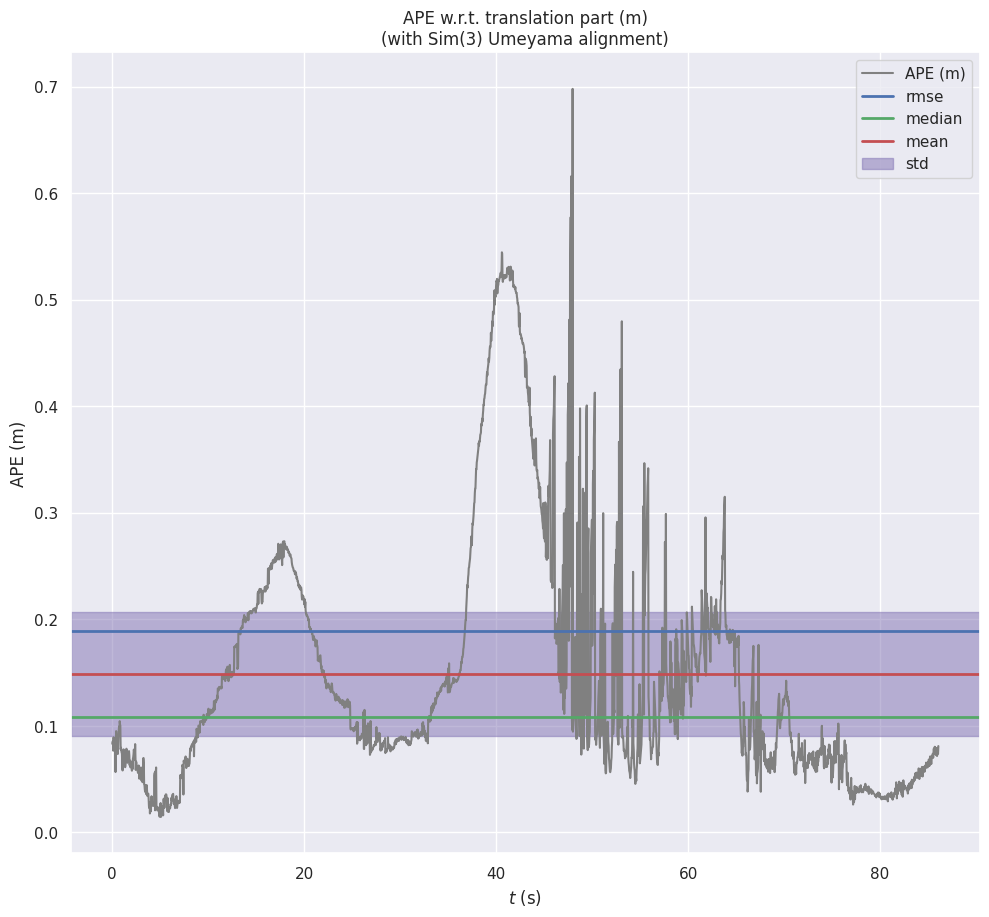 APE w.r.t. translation part (m)
(with Sim(3) Umeyama alignment)
APE (m)
rmse
median
mean
std
0.7
0.6
0.5
0.4
0.3
0.2
0.1
0.0
APE (m)
0 20 40 60 80
t (s)